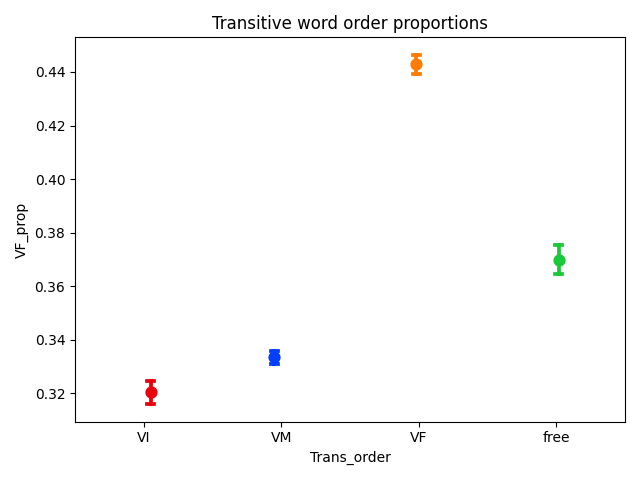 Transitive word order proportions
VF_prop
0.44
0.42
0.40
0.38
0.36
0.34
0.32
VI VM VF free
Trans_order